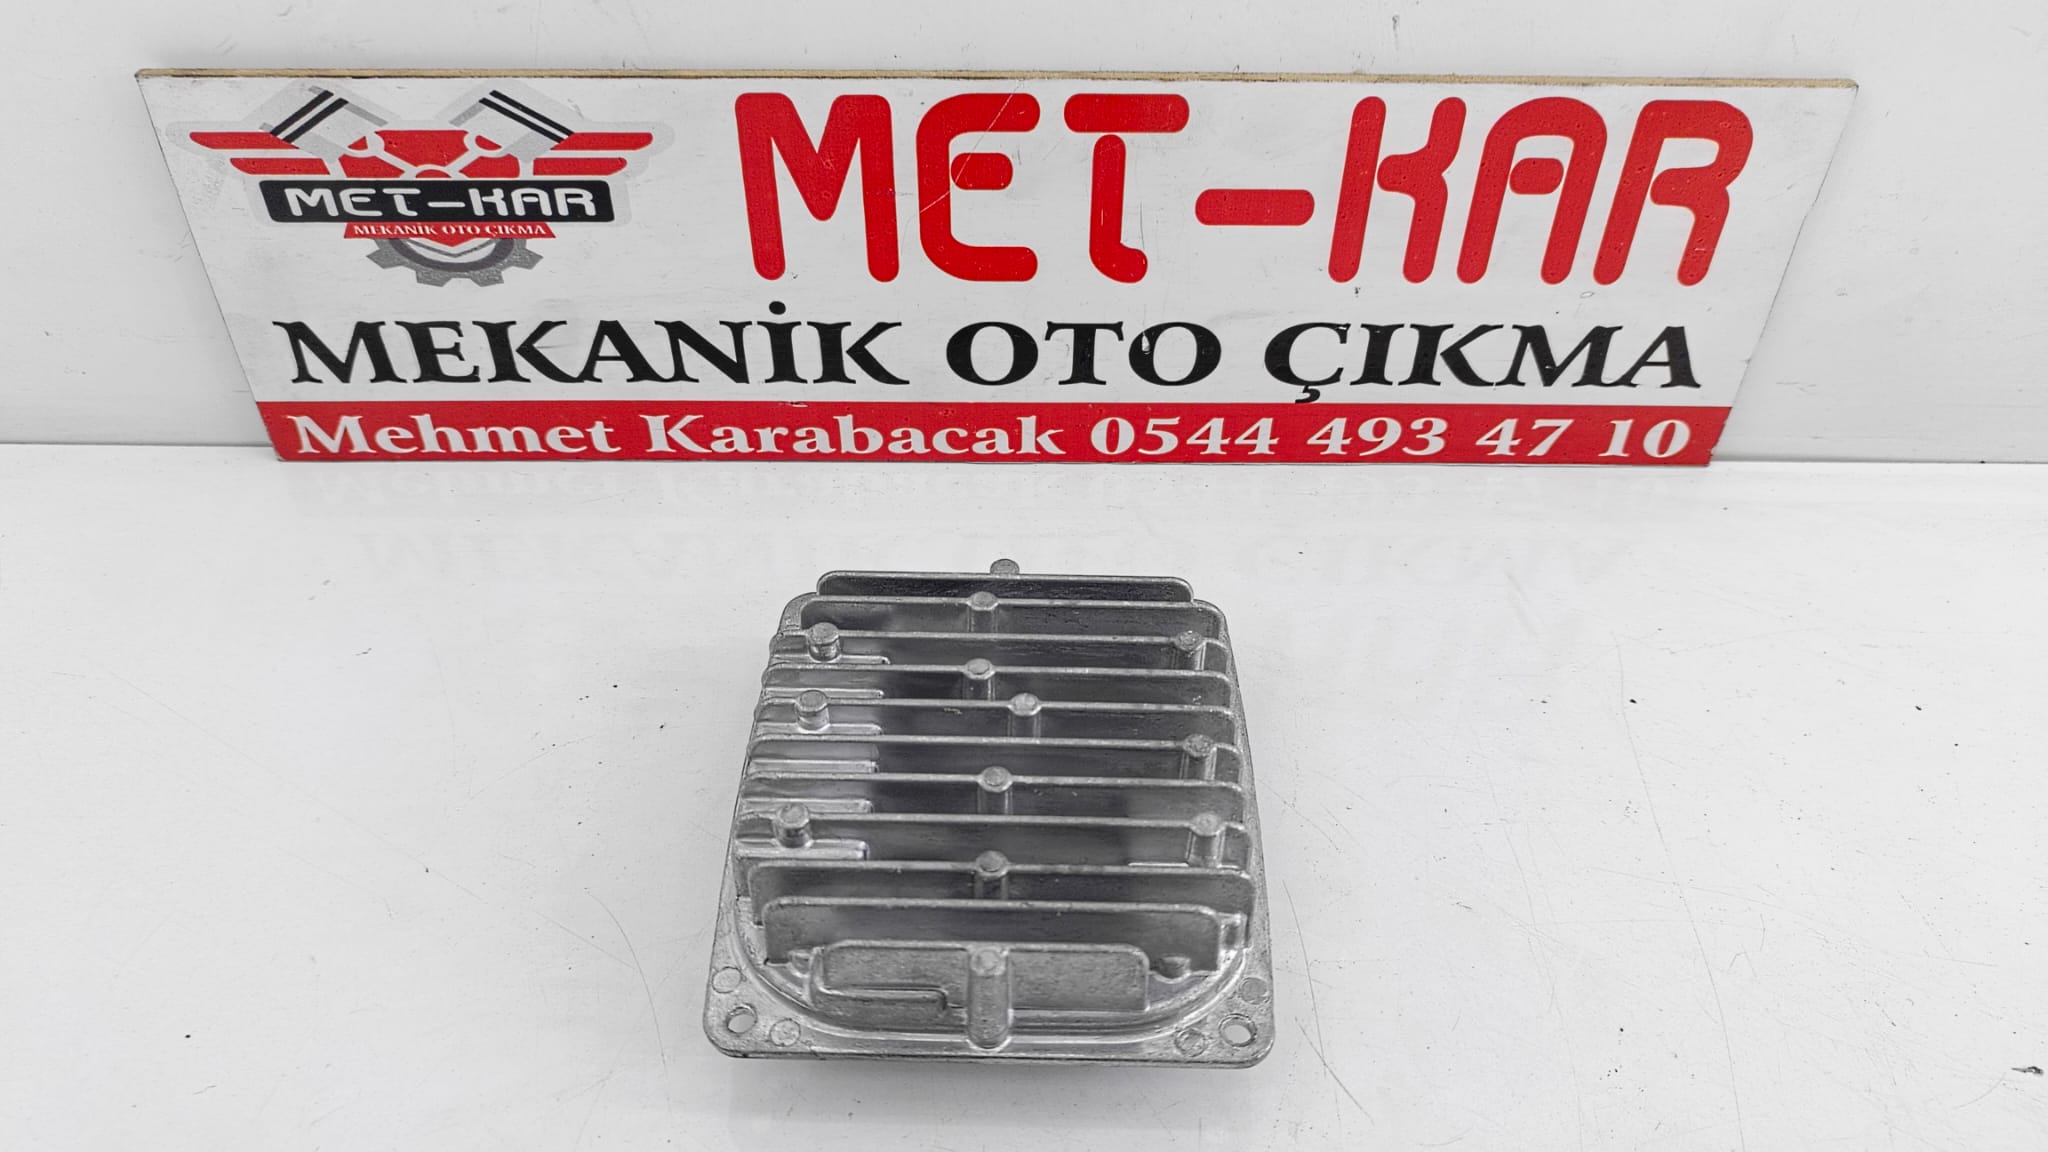 MET-KAR
MEKANİK OTO ÇIKMA
MET-KAR
MEKANİK OTO ÇIKMA
Mehmet Karabacak 0544 493 47 10